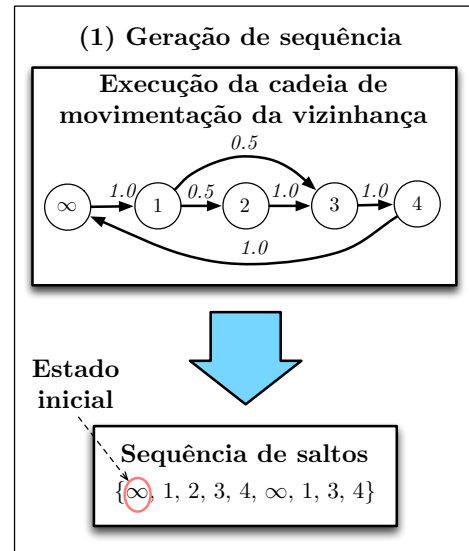 (1) Geração de sequência
Execução da cadeia de
movimentação da vizinhança
0.5
1.0 0.5 1.0 1.0
∞ 1 2 3 4
1.0
Estado
inicial
Sequência de saltos
{∞, 1, 2, 3, 4, ∞, 1, 3, 4}